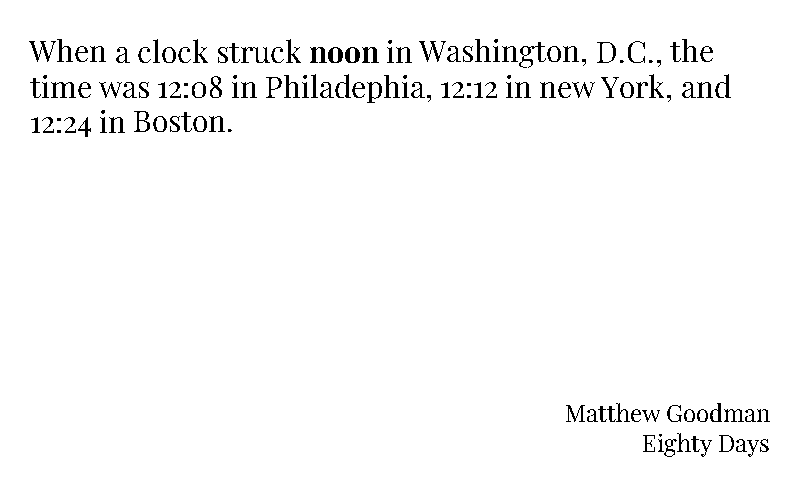 When a clock struck noon in Washington, D.C., the
time was 12:08 in Philadephia, 12:12 in new York, and
12:24 in Boston.
Matthew Goodman
Eighty Days